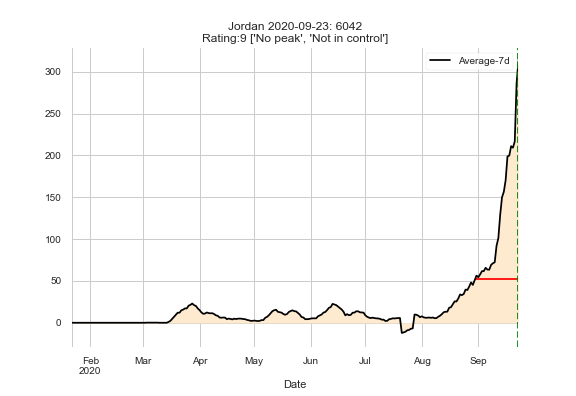 Jordan 2020-09-23: 6042
Rating:9 ['No peak', 'Not in control']
Average-7d
300
250
200
150
100
50
0
Feb
2020
Mar
Apr
May
Jun
Jul
Aug
Sep
Date